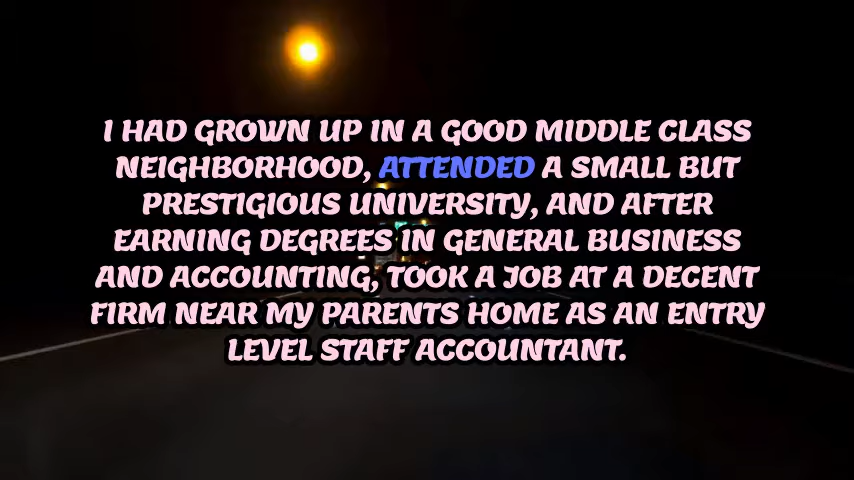 I HAD GROWN UP IN A GOOD MIDDLE CLASS
NEIGHBORHOOD, ATTENDED A SMALL BUT
PRESTIGIOUS UNIVERSITY, AND AFTER
EARNING DEGREES IN GENERAL BUSINESS
AND ACCOUNTING, TOOK A JOB AT A DECENT
FIRM NEAR MY PARENTS HOME AS AN ENTRY
LEVEL STAFF ACCOUNTANT.